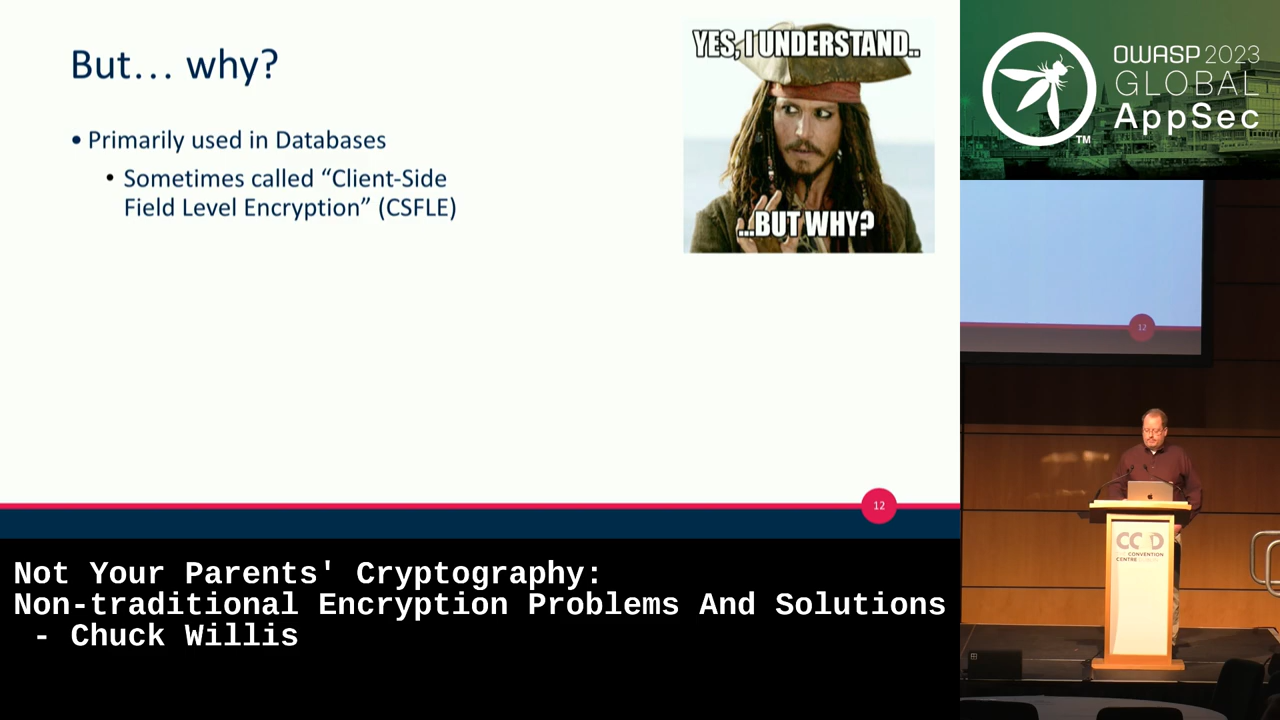 But… why?
YES, I UNDERSTAND..
...BUT WHY?
• Primarily used in Databases
• Sometimes called “Client-Side
Field Level Encryption” (CSFLE)
12
OWASP 2023
GLOBAL
AppSec
TM
12
CONVENTION
CENTRE
Not Your Parents' Cryptography:
Non-traditional Encryption Problems And Solutions
- Chuck Willis